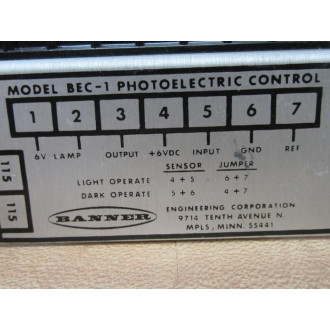 MODEL BEC-1 PHOTOELECTRIC CONTROL
1 2 3 4 5 6 7
6V LAMP OUTPUT +6VDC INPUT GND REF
SENSOR JUMPER
LIGHT OPERATE 4+5 6+7
DARK OPERATE 5+6 4+7
115
115
BANNER
ENGINEERING CORPORATION
9714 TENTH AVENUE N.
MPLS, MINN. 55441